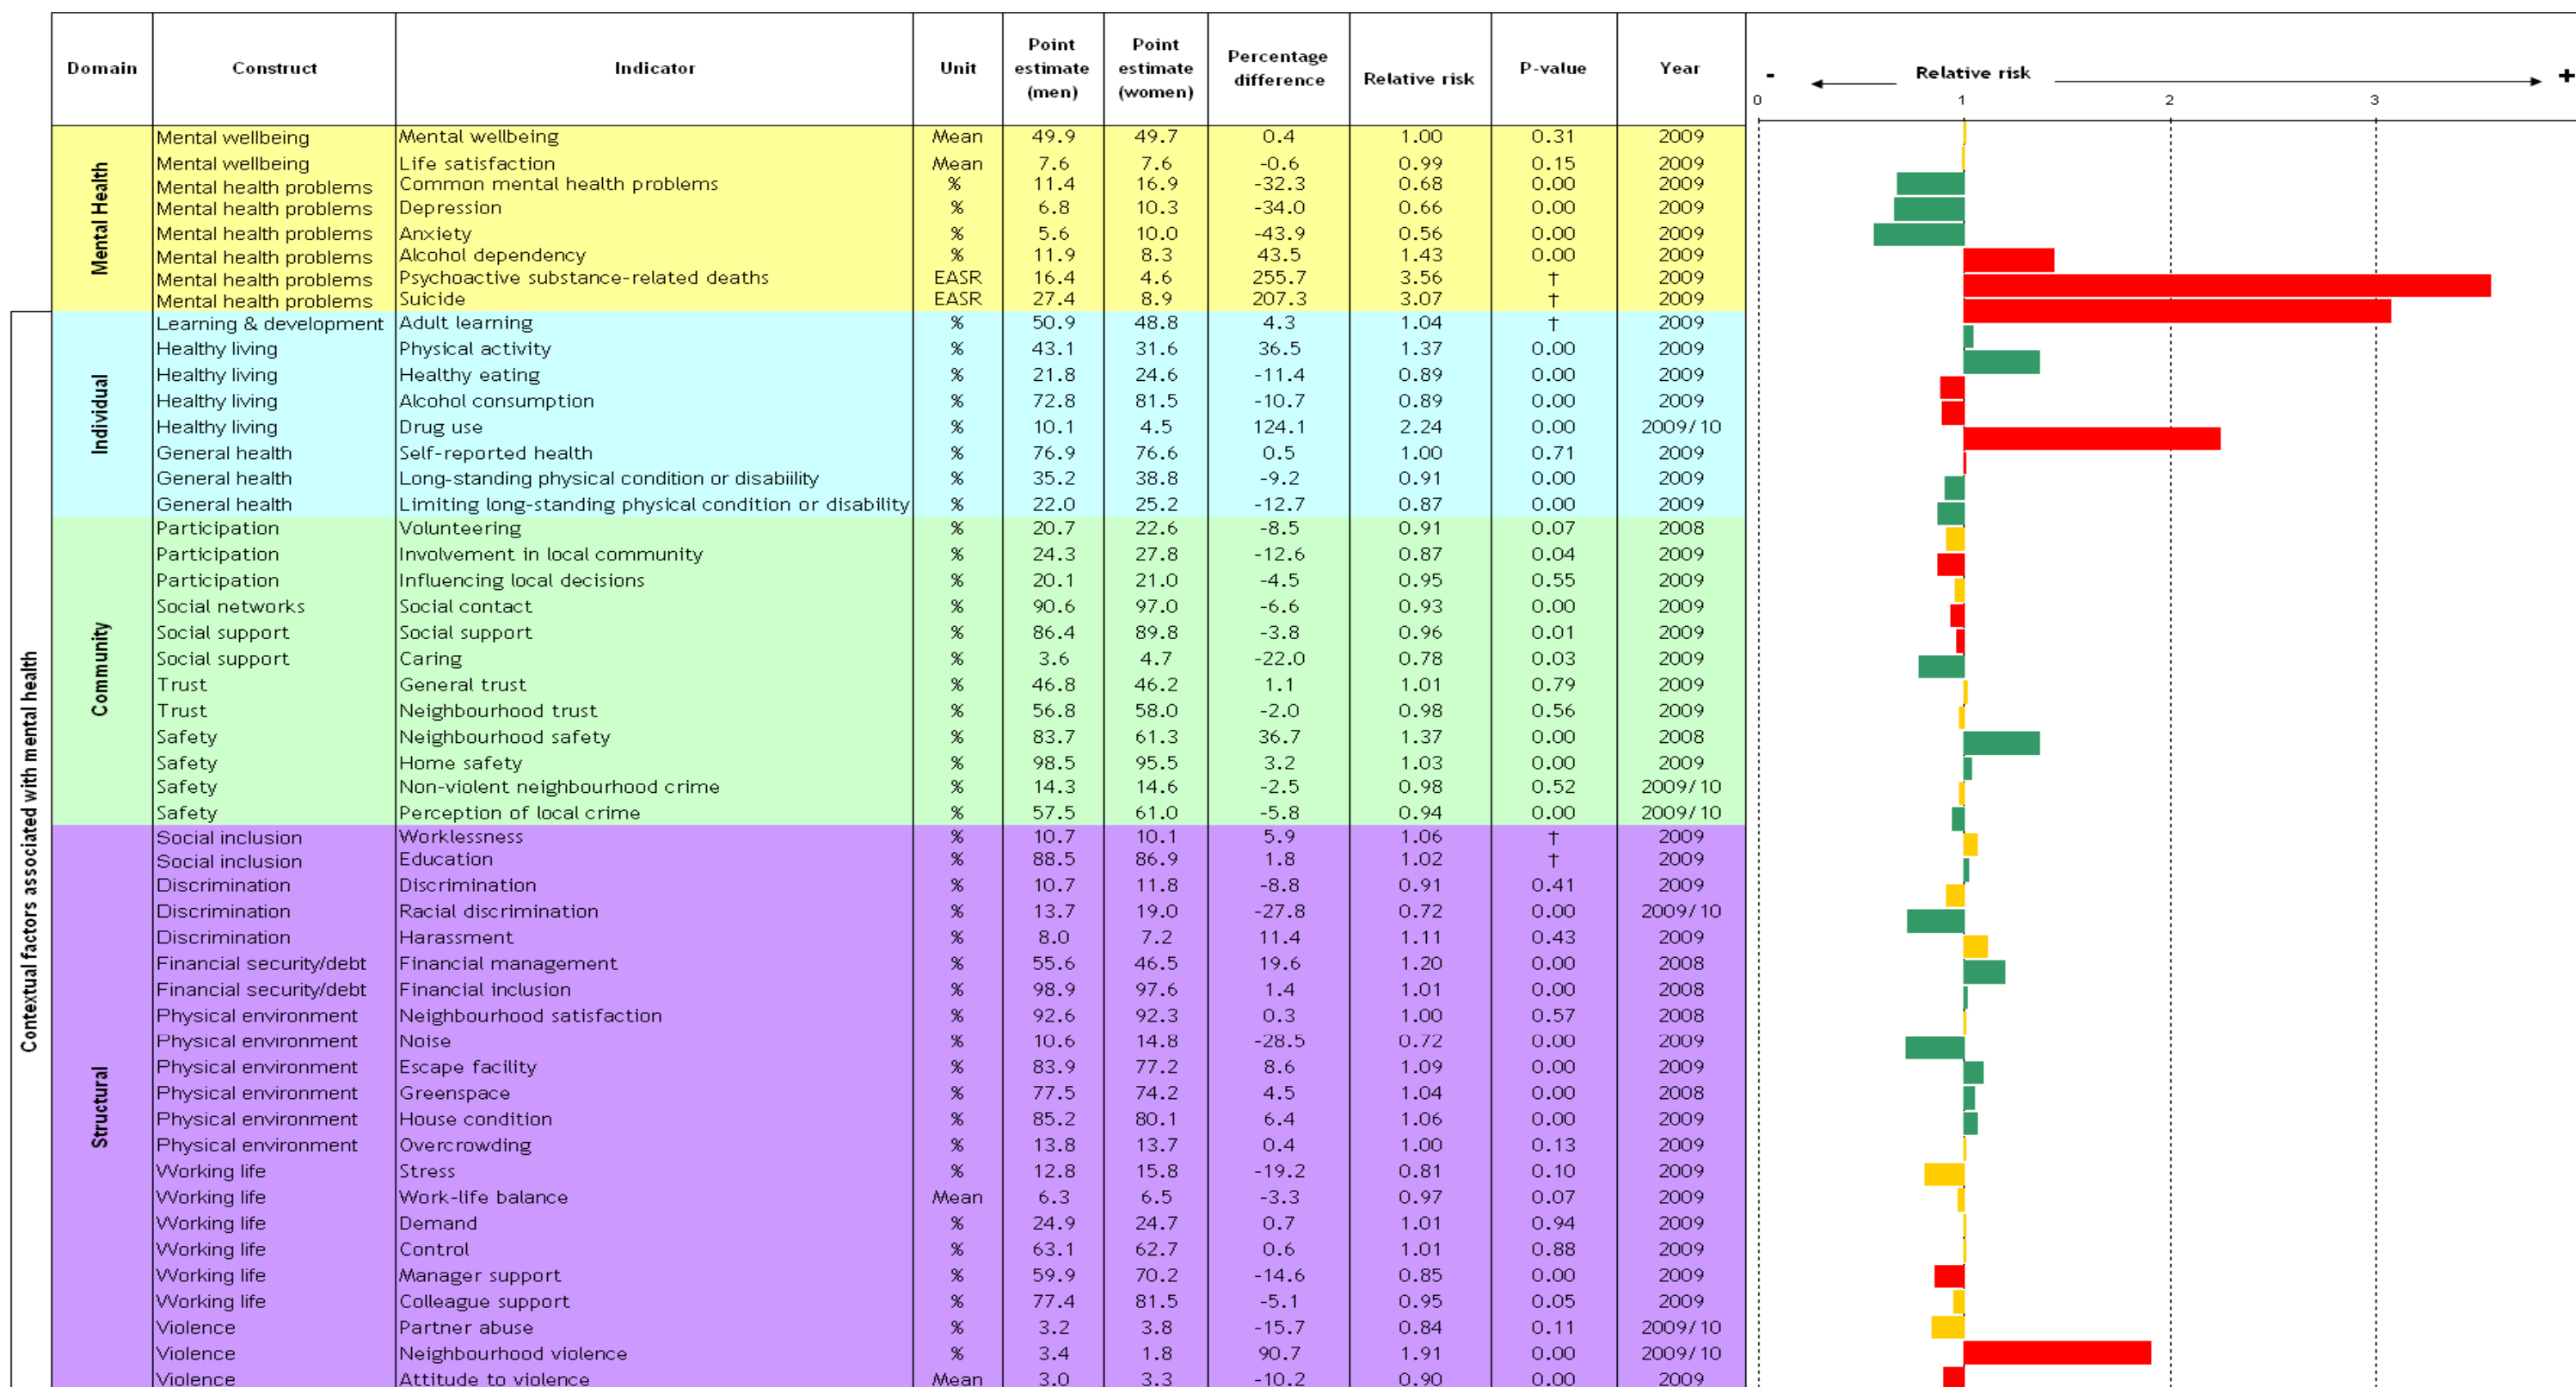 Domain Construct Indicator Unit Point estimate (men) Point estimate (women) Percentage difference Relative risk P-value Year - Relative risk +
0 1 2 3
Contextual factors associated with mental health
Mental Health
Mental wellbeing Mental wellbeing Mean 49.9 49.7 0.4 1.00 0.31 2009
Mental wellbeing Life satisfaction Mean 7.6 7.6 -0.6 0.99 0.15 2009
Mental health problems Common mental health problems % 11.4 16.9 -32.3 0.68 0.00 2009
Mental health problems Depression % 6.8 10.3 -34.0 0.66 0.00 2009
Mental health problems Anxiety % 5.6 10.0 -43.9 0.56 0.00 2009
Mental health problems Alcohol dependency % 11.9 8.3 43.5 1.43 0.00 2009
Mental health problems Psychoactive substance-related deaths EASR 16.4 4.6 255.7 3.56 † 2009
Mental health problems Suicide EASR 27.4 8.9 207.3 3.07 † 2009
Individual
Learning & development Adult learning % 50.9 48.8 4.3 1.04 † 2009
Healthy living Physical activity % 43.1 31.6 36.5 1.37 0.00 2009
Healthy living Healthy eating % 21.8 24.6 -11.4 0.89 0.00 2009
Healthy living Alcohol consumption % 72.8 81.5 -10.7 0.89 0.00 2009
Healthy living Drug use % 10.1 4.5 124.1 2.24 0.00 2009/10
General health Self-reported health % 76.9 76.6 0.5 1.00 0.71 2009
General health Long-standing physical condition or disabiility % 35.2 38.8 -9.2 0.91 0.00 2009
General health Limiting long-standing physical condition or disability % 22.0 25.2 -12.7 0.87 0.00 2009
Community
Participation Volunteering % 20.7 22.6 -8.5 0.91 0.07 2008
Participation Involvement in local community % 24.3 27.8 -12.6 0.87 0.04 2009
Participation Influencing local decisions % 20.1 21.0 -4.5 0.95 0.55 2009
Social networks Social contact % 90.6 97.0 -6.6 0.93 0.00 2009
Social support Social support % 86.4 89.8 -3.8 0.96 0.01 2009
Social support Caring % 3.6 4.7 -22.0 0.78 0.03 2009
Trust General trust % 46.8 46.2 1.1 1.01 0.79 2009
Trust Neighbourhood trust % 56.8 58.0 -2.0 0.98 0.56 2009
Safety Neighbourhood safety % 83.7 61.3 36.7 1.37 0.00 2008
Safety Home safety % 98.5 95.5 3.2 1.03 0.00 2009
Safety Non-violent neighbourhood crime % 14.3 14.6 -2.5 0.98 0.52 2009/10
Safety Perception of local crime % 57.5 61.0 -5.8 0.94 0.00 2009/10
Structural
Social inclusion Worklessness % 10.7 10.1 5.9 1.06 † 2009
Social inclusion Education % 88.5 86.9 1.8 1.02 † 2009
Discrimination Discrimination % 10.7 11.8 -8.8 0.91 0.41 2009
Discrimination Racial discrimination % 13.7 19.0 -27.8 0.72 0.00 2009/10
Discrimination Harassment % 8.0 7.2 11.4 1.11 0.43 2009
Financial security/debt Financial management % 55.6 46.5 19.6 1.20 0.00 2008
Financial security/debt Financial inclusion % 98.9 97.6 1.4 1.01 0.00 2008
Physical environment Neighbourhood satisfaction % 92.6 92.3 0.3 1.00 0.57 2008
Physical environment Noise % 10.6 14.8 -28.5 0.72 0.00 2009
Physical environment Escape facility % 83.9 77.2 8.6 1.09 0.00 2009
Physical environment Greenspace % 77.5 74.2 4.5 1.04 0.00 2008
Physical environment House condition % 85.2 80.1 6.4 1.06 0.00 2009
Physical environment Overcrowding % 13.8 13.7 0.4 1.00 0.13 2009
Working life Stress % 12.8 15.8 -19.2 0.81 0.10 2009
Working life Work-life balance Mean 6.3 6.5 -3.3 0.97 0.07 2009
Working life Demand % 24.9 24.7 0.7 1.01 0.94 2009
Working life Control % 63.1 62.7 0.6 1.01 0.88 2009
Working life Manager support % 59.9 70.2 -14.6 0.85 0.00 2009
Working life Colleague support % 77.4 81.5 -5.1 0.95 0.05 2009
Violence Partner abuse % 3.2 3.8 -15.7 0.84 0.11 2009/10
Violence Neighbourhood violence % 3.4 1.8 90.7 1.91 0.00 2009/10
Violence Attitude to violence Mean 3.0 3.3 -10.2 0.90 0.00 2009